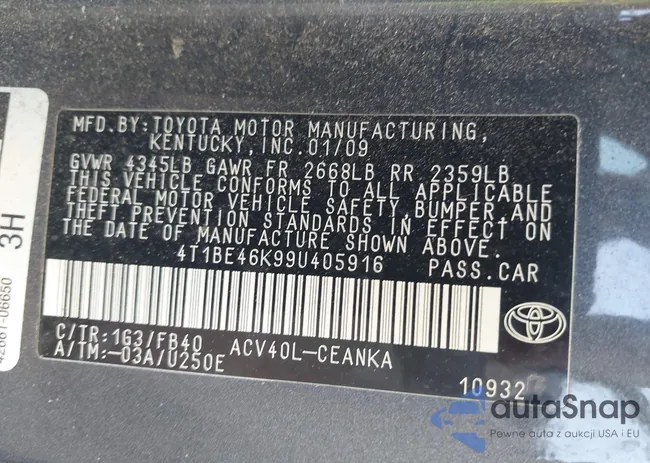 MFD.BY:TOYOTA MOTOR MANUFACTURING,
KENTUCKY,INC.01/09
GVWR 4345LB GAWR FR 2668LB RR 2359LB
THIS VEHICLE CONFORMS TO ALL APPLICABLE
FEDERAL MOTOR VEHICLE SAFETY,BUMPER,AND
THEFT PREVENTION STANDARDS IN EFFECT ON
THE DATE OF MANUFACTURE SHOWN ABOVE.
4T1BE46K99U405916 PASS.CAR
C/TR:1G3/FB40 ACV40L-CEANKA
A/TM:-03A/U250E
10932
3H
42661-06650
autoSnap
Pewne auta z aukcji USA i EU